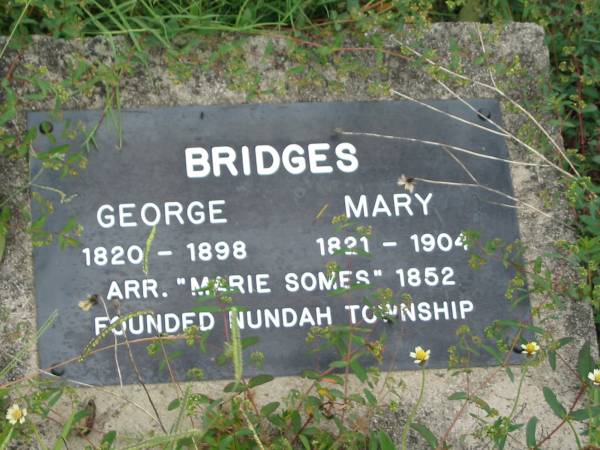 BRIDGES
GEORGE MARY
1820 - 1898 1821 - 1904
ARR. "MARIE SOMES" 1852
FOUNDED NUNDAH TOWNSHIP